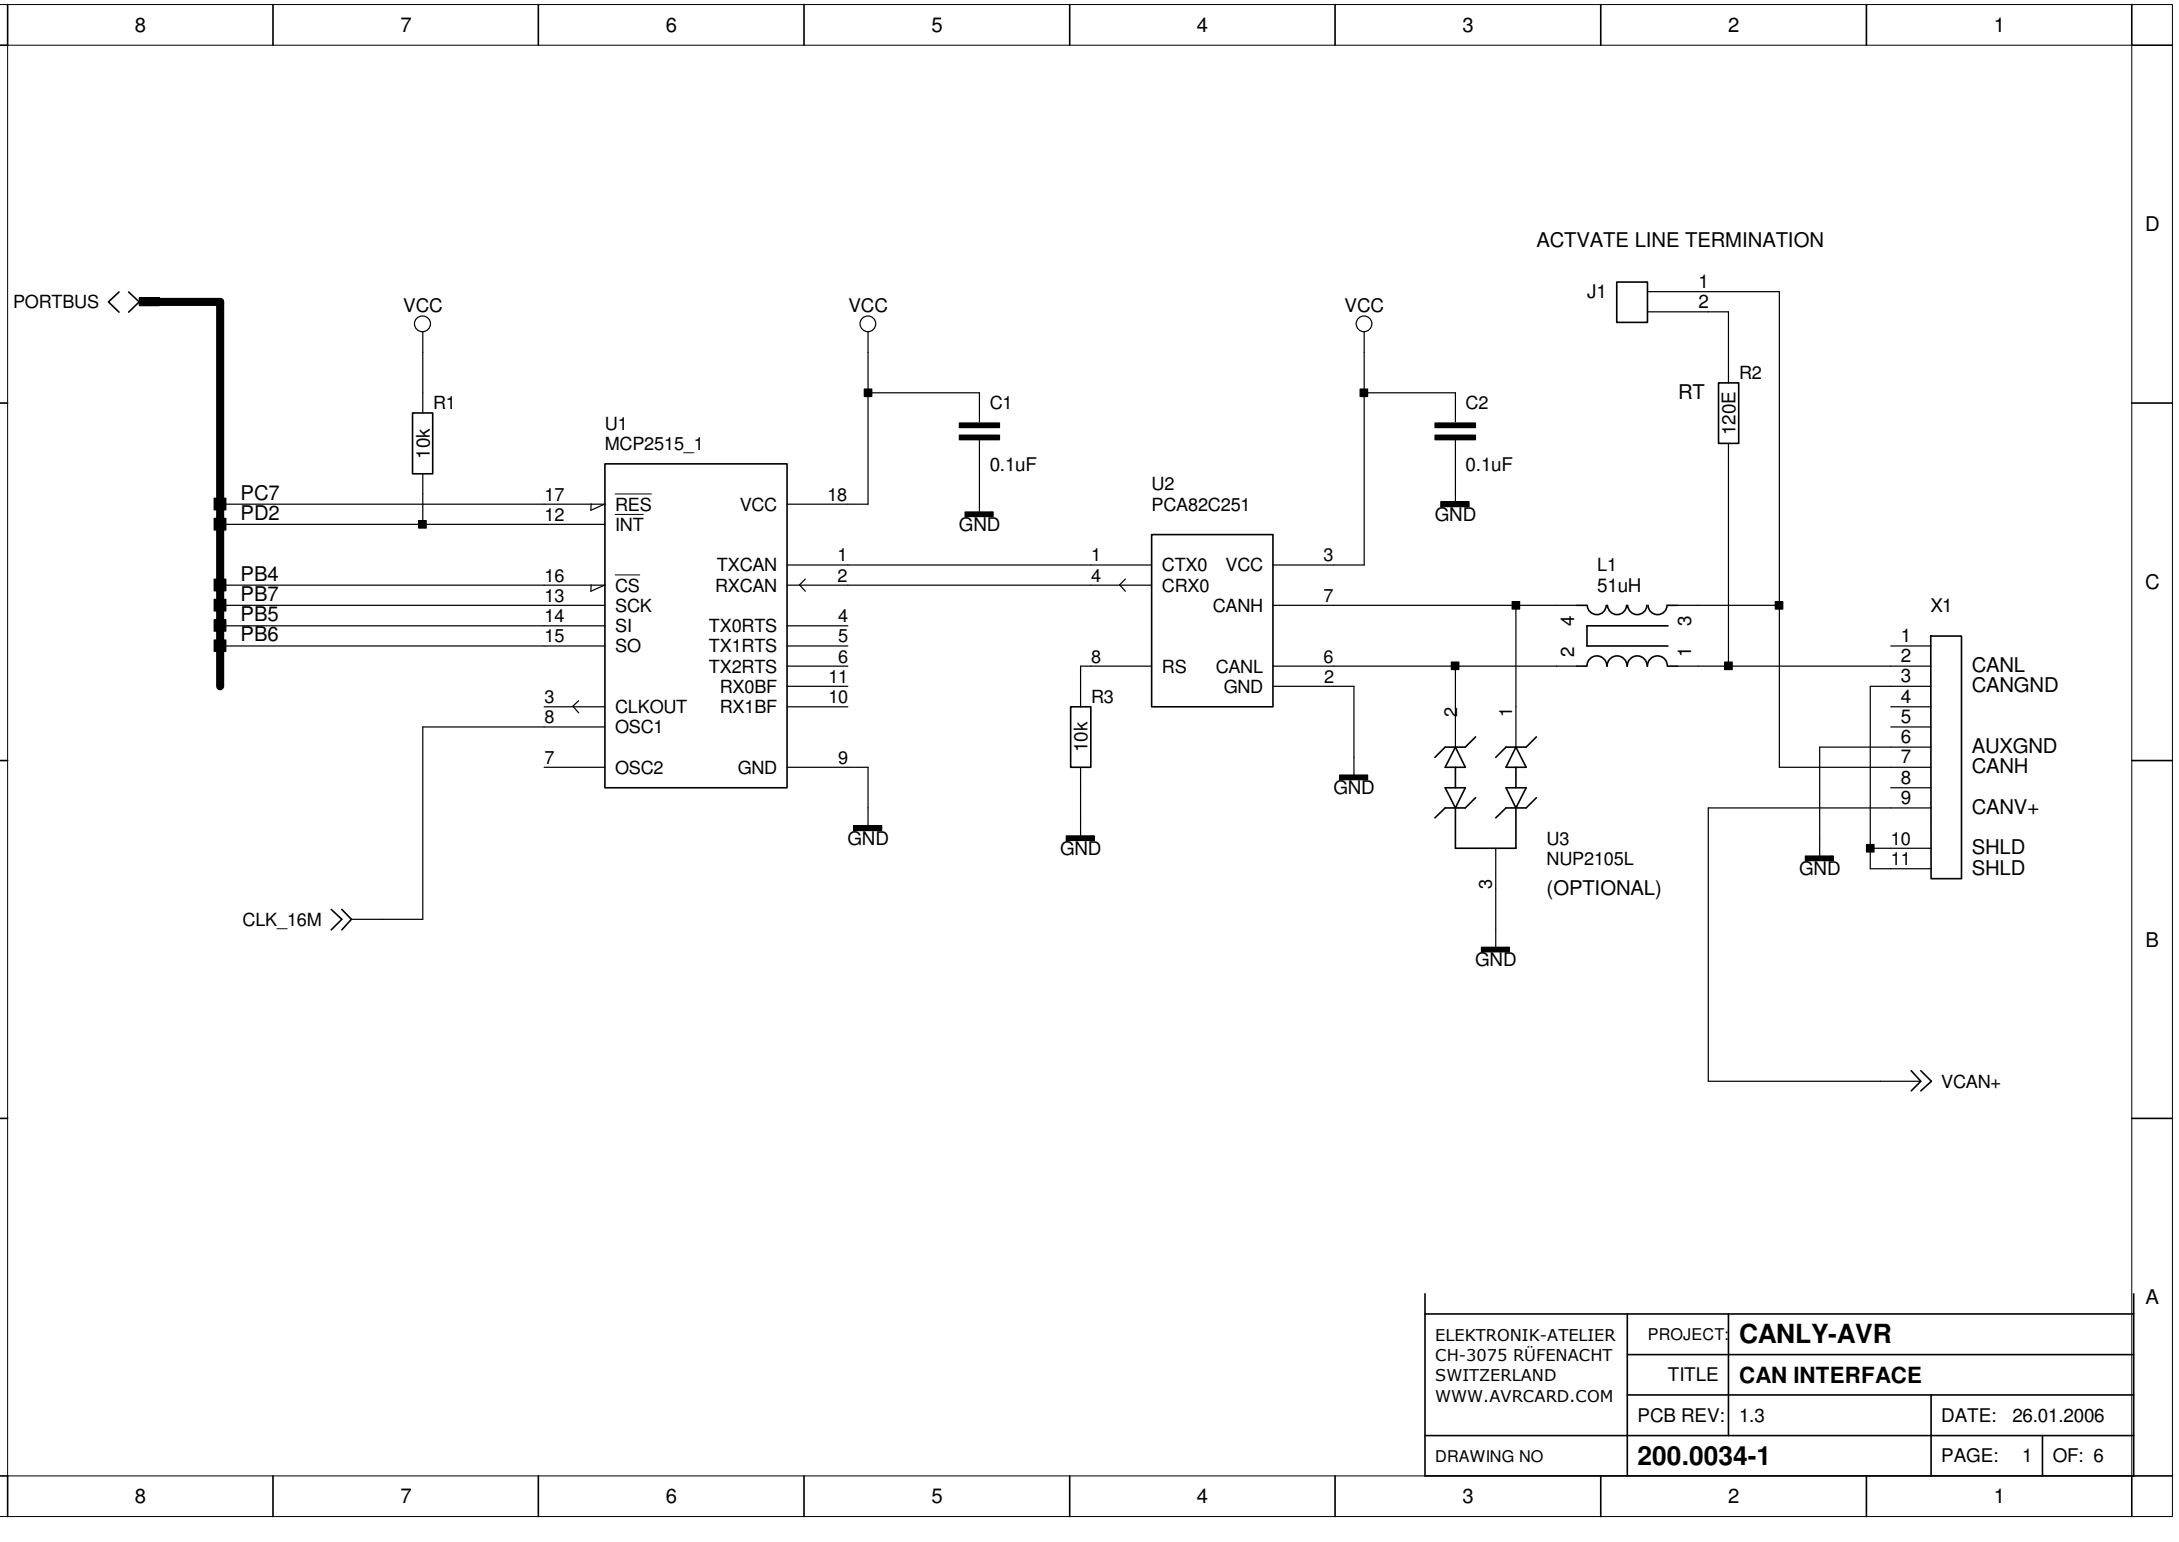 8 7 6 5 4 3 2 1
D
ACTVATE LINE TERMINATION
PORTBUS
VCC
VCC
VCC
J1
1
2
R1
10k
C1
0.1uF
GND
C2
0.1uF
GND
RT
R2
120E
C
U1
MCP2515_1
PC7 17 RES
PD2 12 INT
PB4 16 CS
PB7 13 SCK
PB5 14 SI
PB6 15 SO
3 CLKOUT
8 OSC1
7 OSC2
VCC 18
TXCAN 1
RXCAN 2
TX0RTS 4
TX1RTS 5
TX2RTS 6
RX0BF 11
RX1BF 10
GND 9
GND
CLK_16M
U2
PCA82C251
1 CTX0
4 CRX0
8 RS
VCC 3
CANH 7
CANL 6
GND 2
GND
R3
10k
GND
L1
51uH
4 3
2 1
2 1
3
U3
NUP2105L
(OPTIONAL)
GND
X1
1
2 CANL
3 CANGND
4
5
6 AUXGND
7 CANH
8
9 CANV+
10 SHLD
11 SHLD
GND
VCAN+
B
A
ELEKTRONIK-ATELIER
CH-3075 RÜFENACHT
SWITZERLAND
WWW.AVRCARD.COM
PROJECT: CANLY-AVR
TITLE CAN INTERFACE
PCB REV: 1.3 DATE: 26.01.2006
DRAWING NO 200.0034-1 PAGE: 1 OF: 6
8 7 6 5 4 3 2 1